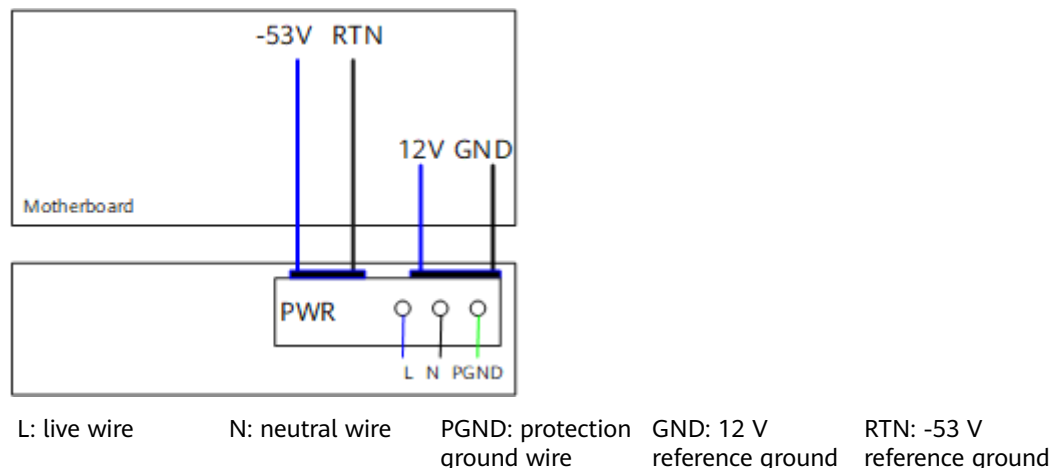 -53V RTN
12V GND
Motherboard
PWR
L N PGND
L: live wire
N: neutral wire
PGND: protection
ground wire
GND: 12 V
reference ground
RTN: -53 V
reference ground